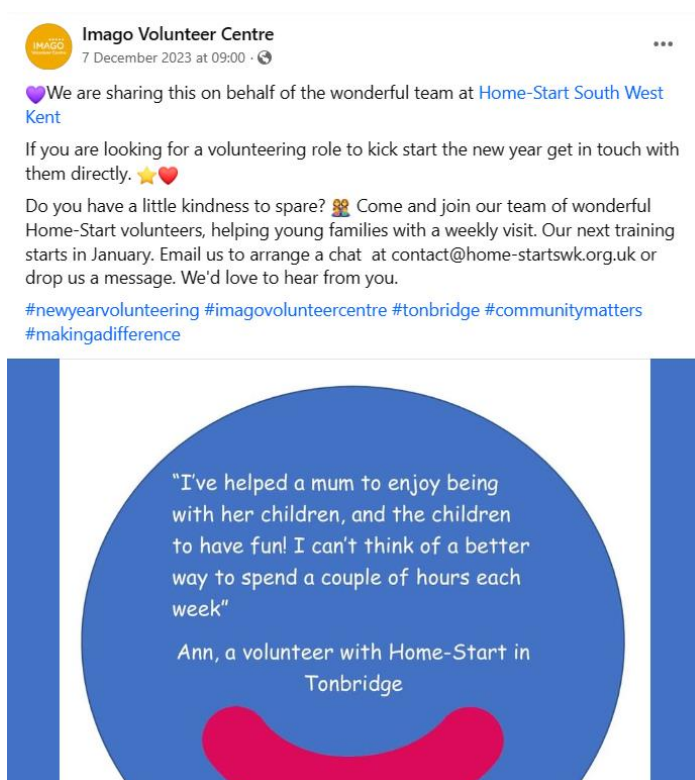 IMAGO
Imago Volunteer Centre
7 December 2023 at 09:00 ·
💜We are sharing this on behalf of the wonderful team at Home-Start South West
Kent
If you are looking for a volunteering role to kick start the new year get in touch with
them directly. ⭐❤️
Do you have a little kindness to spare? 👭 Come and join our team of wonderful
Home-Start volunteers, helping young families with a weekly visit. Our next training
starts in January. Email us to arrange a chat  at contact@home-startswk.org.uk or
drop us a message. We'd love to hear from you.
#newyearvolunteering #imagovolunteercentre #tonbridge #communitymatters
#makingadifference
“I've helped a mum to enjoy being
with her children, and the children
to have fun! I can't think of a better
way to spend a couple of hours each
week”
Ann, a volunteer with Home-Start in
Tonbridge